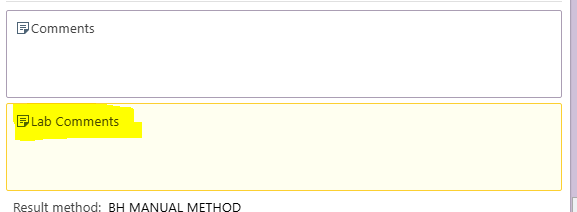 Comments
Lab Comments
Result method: BH MANUAL METHOD